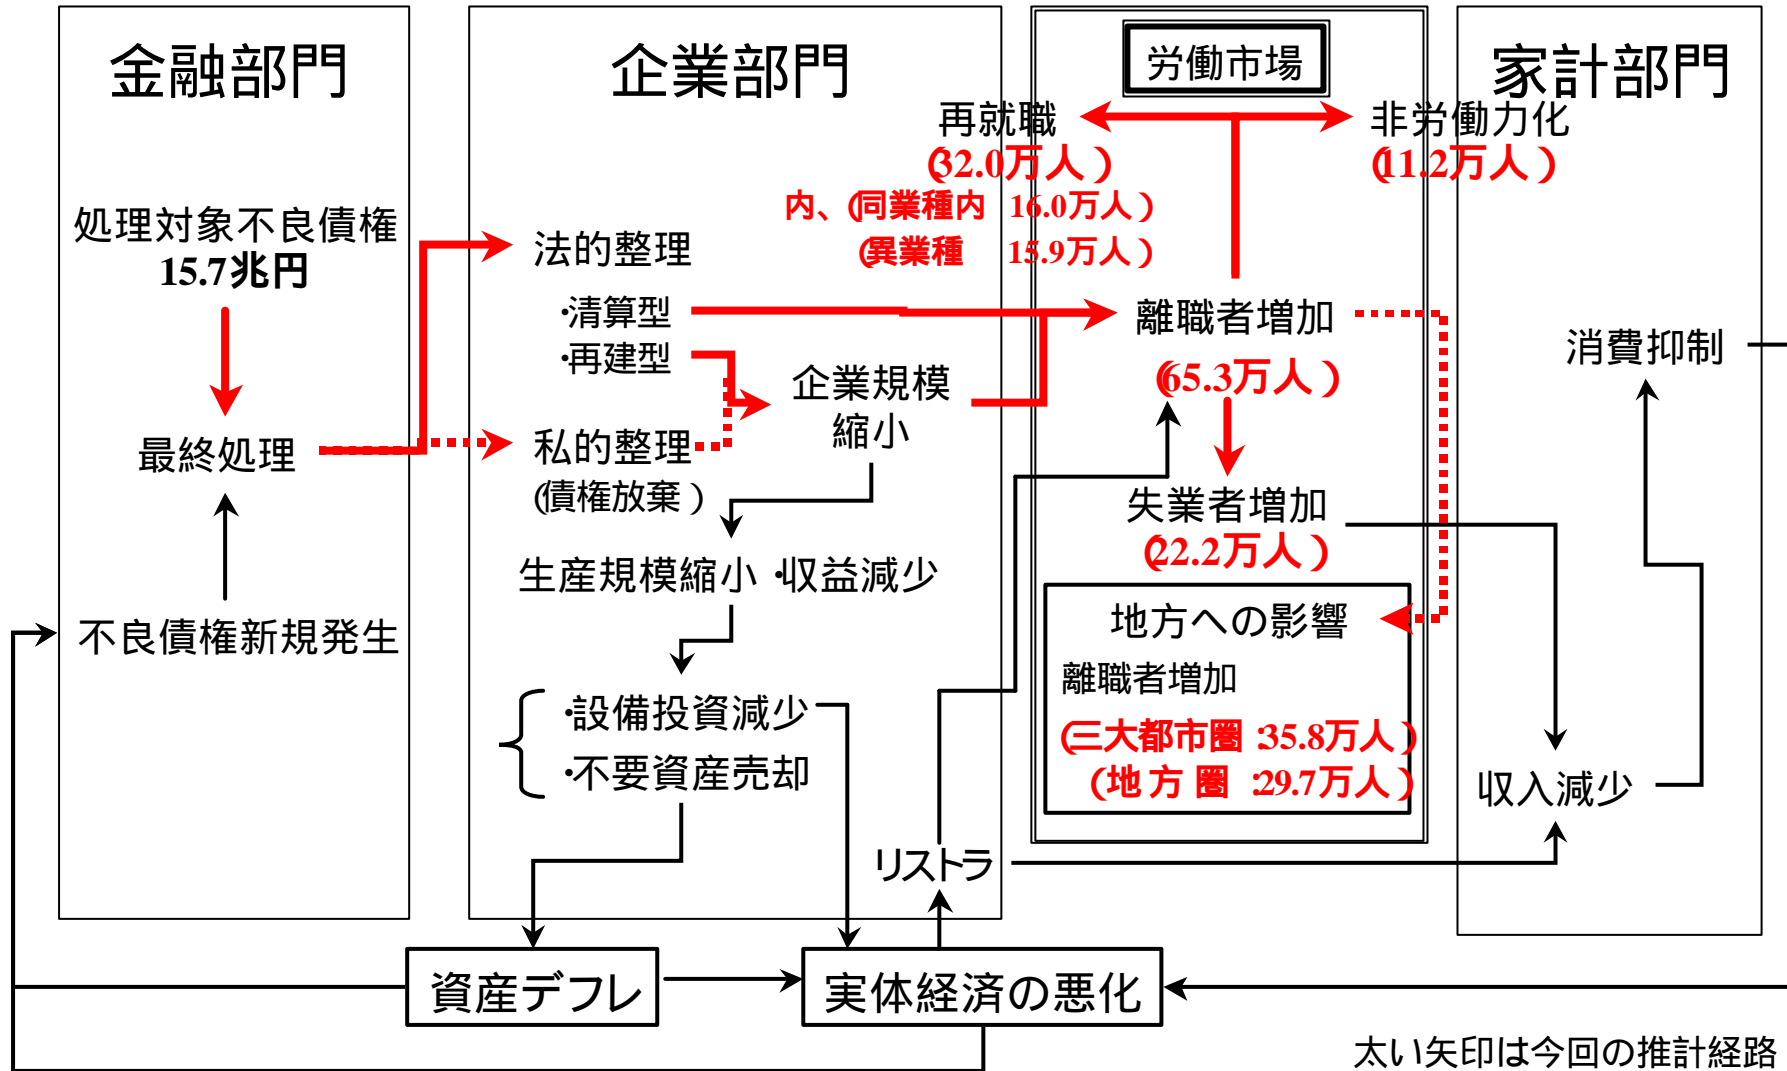 金融部門
処理対象不良債権
15.7兆円
最終処理
不良債権新規発生
企業部門
法的整理
・清算型
・再建型
私的整理
(債権放棄)
企業規模
縮小
生産規模縮小・収益減少
・設備投資減少
・不要資産売却
リストラ
労働市場
再就職
(32.0万人)
内、(同業種内 16.0万人)
(異業種 15.9万人)
非労働力化
(11.2万人)
離職者増加
(65.3万人)
失業者増加
(22.2万人)
地方への影響
離職者増加
(三大都市圏:35.8万人)
(地方圏:29.7万人)
家計部門
消費抑制
収入減少
資産デフレ
実体経済の悪化
太い矢印は今回の推計経路